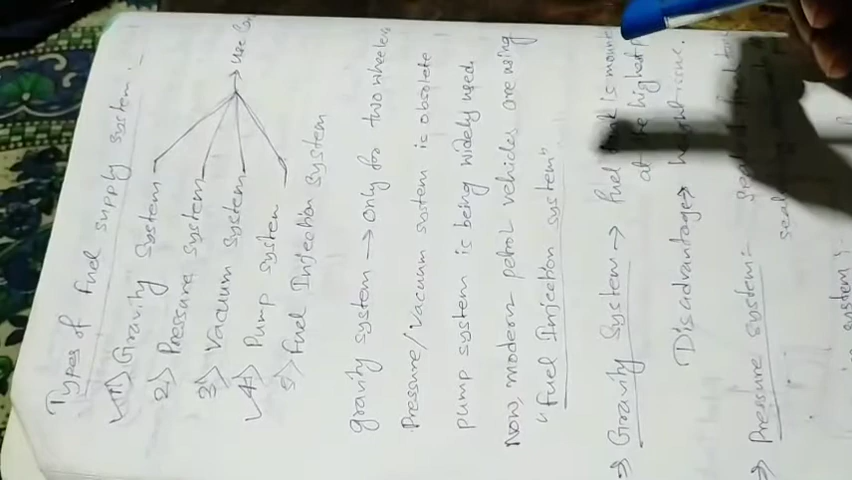 Types of Fuel supply system :-
1> Gravity System
2> Pressure system
3> Vacuum system
4> Pump system
5> Fuel Injection System
→ use
gravity system → only for two wheelers
Pressure/Vacuum system is obsolete
pump system is being widely used.
Now, modern petrol vehicles are using
"Fuel Injection system"
⇒ Gravity System → Fuel tank is mount
at the highest
Disadvantage →
⇒ Pressure System:-
system :-